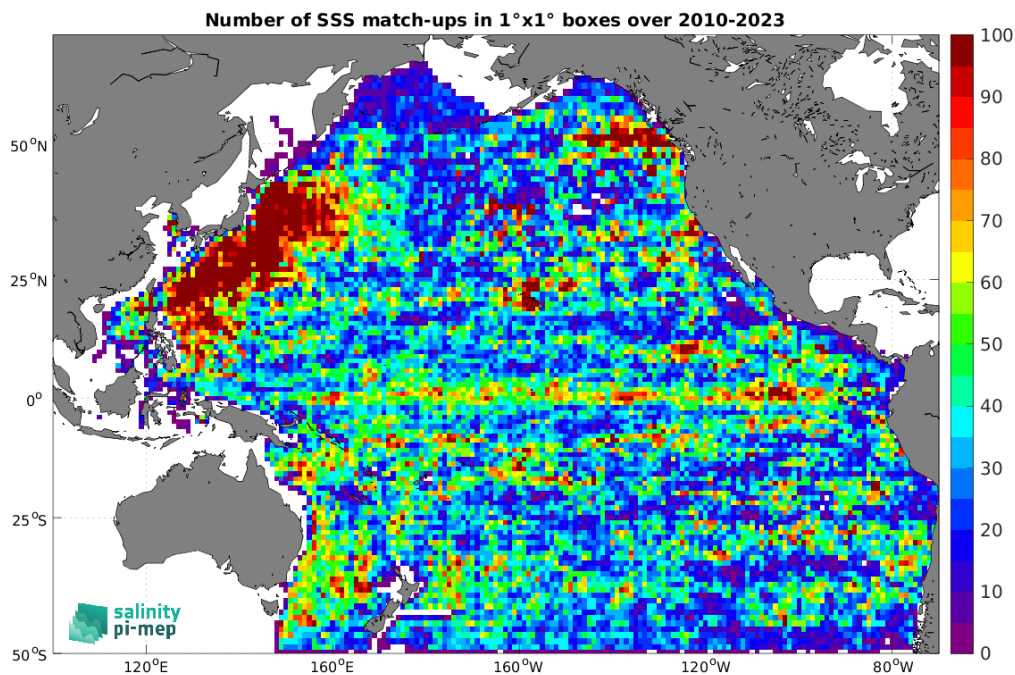 Number of SSS match-ups in 1°x1° boxes over 2010-2023
100
90
80
70
60
50
40
30
20
10
0
50°N
25°N
0°
25°S
50°S
120°E
160°E
160°W
120°W
80°W
salinity
pi-mep